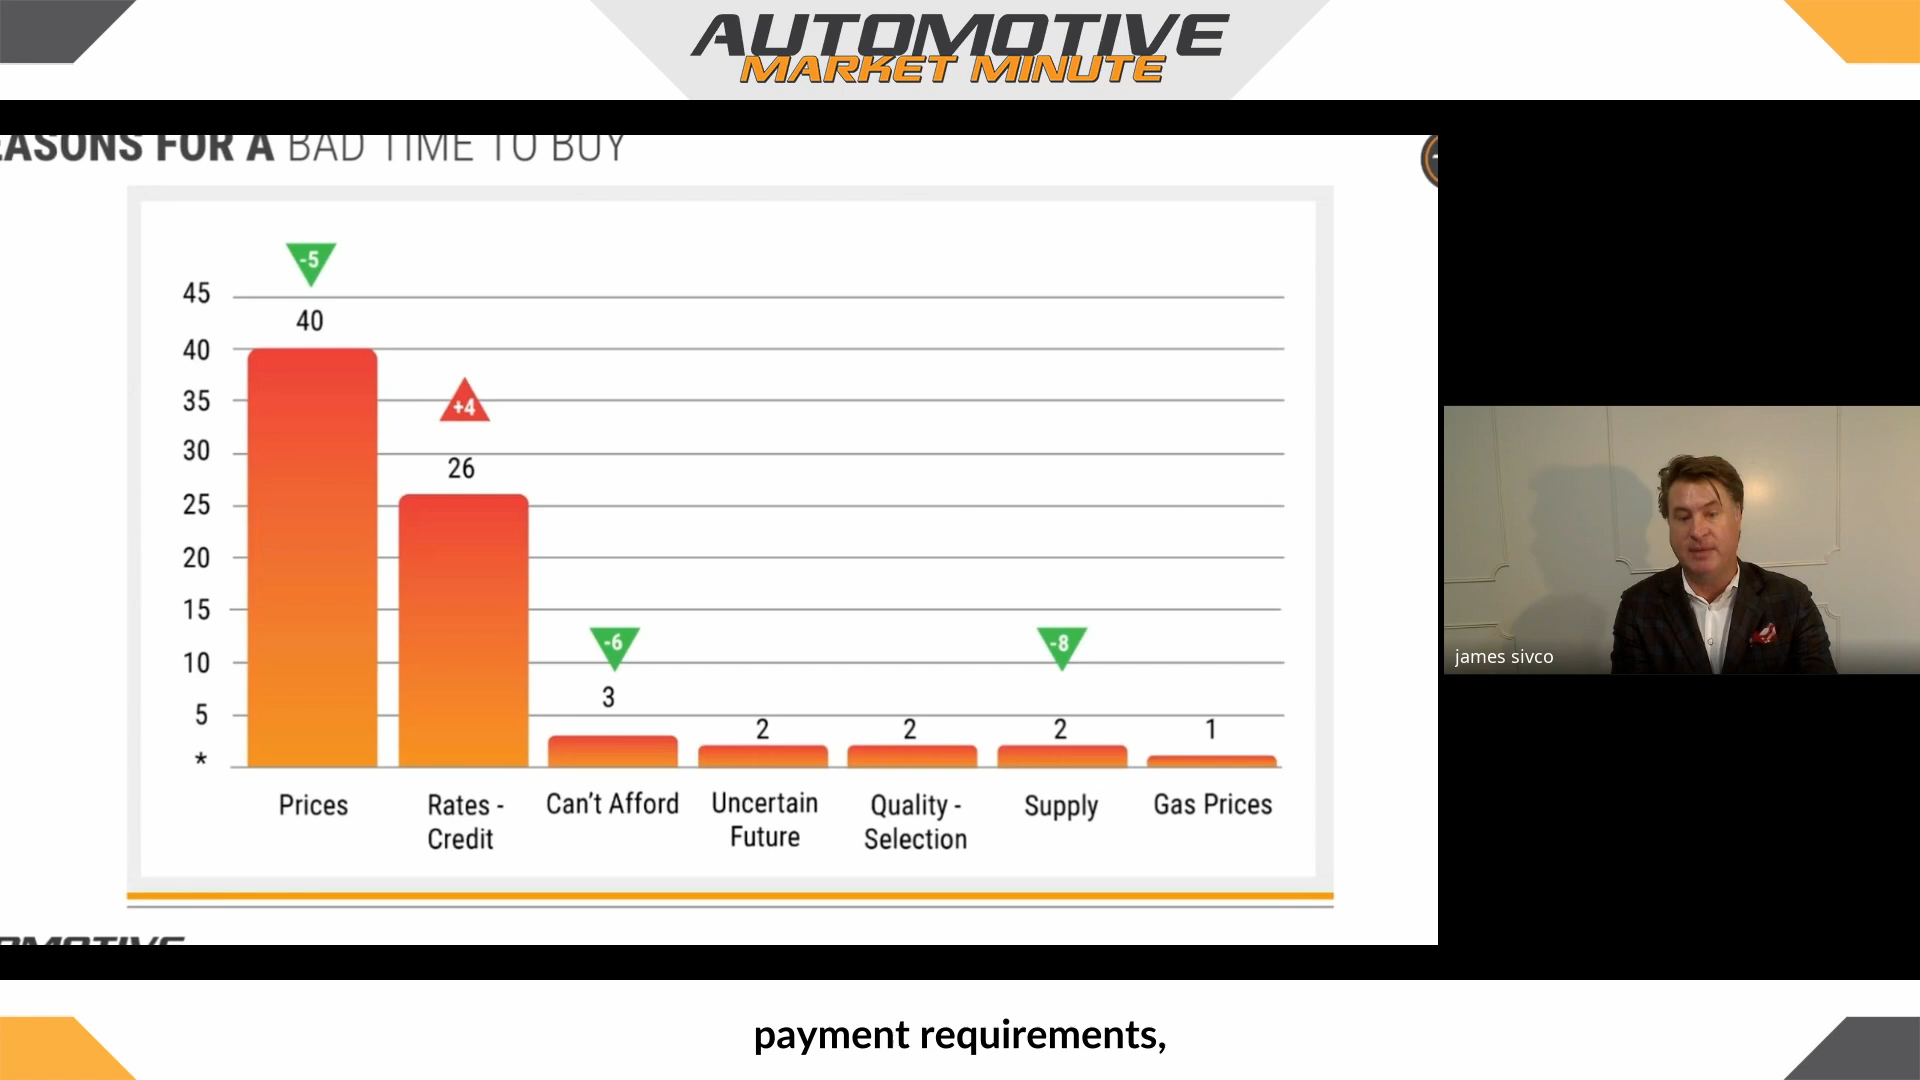 AUTOMOTIVE
MARKET MINUTE
EASONS FOR A BAD TIME TO BUY
-5
45
40
40
+4
35
30
26
25
20
15
-6
-8
10
3
5
2
2
2
1
*
Prices
Rates - Credit
Can't Afford
Uncertain Future
Quality - Selection
Supply
Gas Prices
james sivco
OMOTIVE
payment requirements,